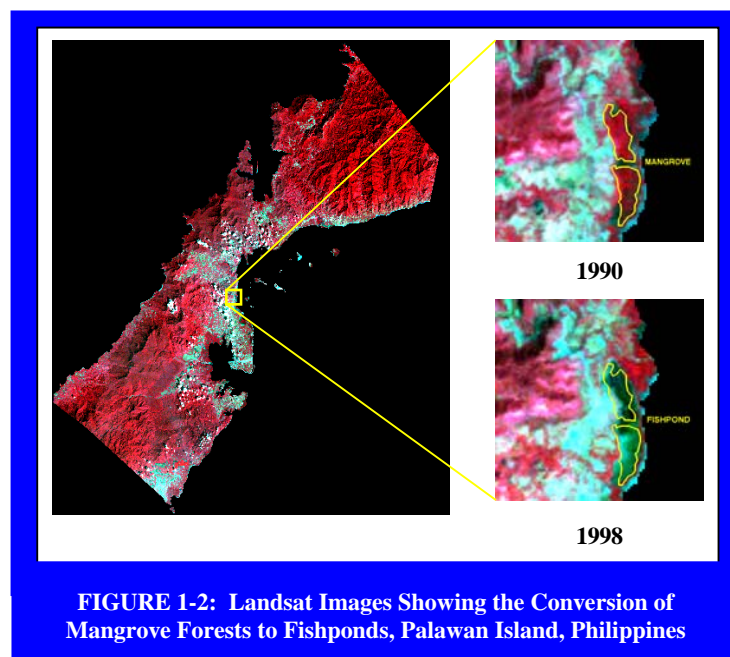 MANGROVE
1990
FISHPOND
1998
FIGURE 1-2: Landsat Images Showing the Conversion of
Mangrove Forests to Fishponds, Palawan Island, Philippines